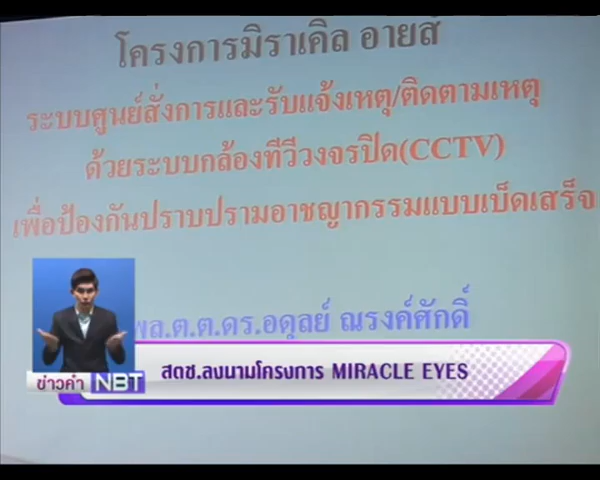 โครงการมิราเคิล อายส์
ระบบศูนย์สั่งการและรับแจ้งเหตุ/ติดตามเหตุ
ด้วยระบบกล้องทีวีวงจรปิด(CCTV)
เพื่อป้องกันปราบปรามอาชญากรรมแบบเบ็ดเสร็จ
พล.ต.ต.ดร.อดุลย์ ณรงค์ศักดิ์
สตช.ลงนามโครงการ MIRACLE EYES
ข่าวค่ำ NBT